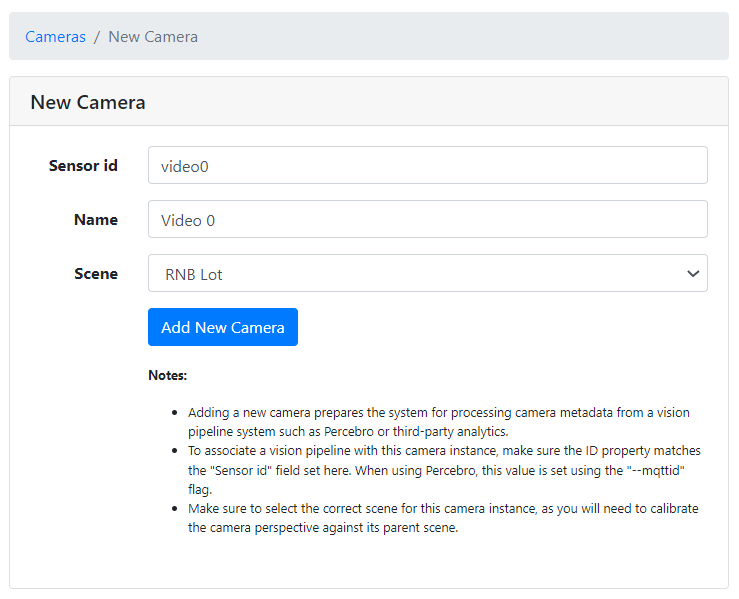 Cameras / New Camera
New Camera
Sensor id
video0
Name
Video 0
Scene
RNB Lot
Add New Camera
Notes:
• Adding a new camera prepares the system for processing camera metadata from a vision
pipeline system such as Percebro or third-party analytics.
• To associate a vision pipeline with this camera instance, make sure the ID property matches
the "Sensor id" field set here. When using Percebro, this value is set using the "--mqttid"
flag.
• Make sure to select the correct scene for this camera instance, as you will need to calibrate
the camera perspective against its parent scene.